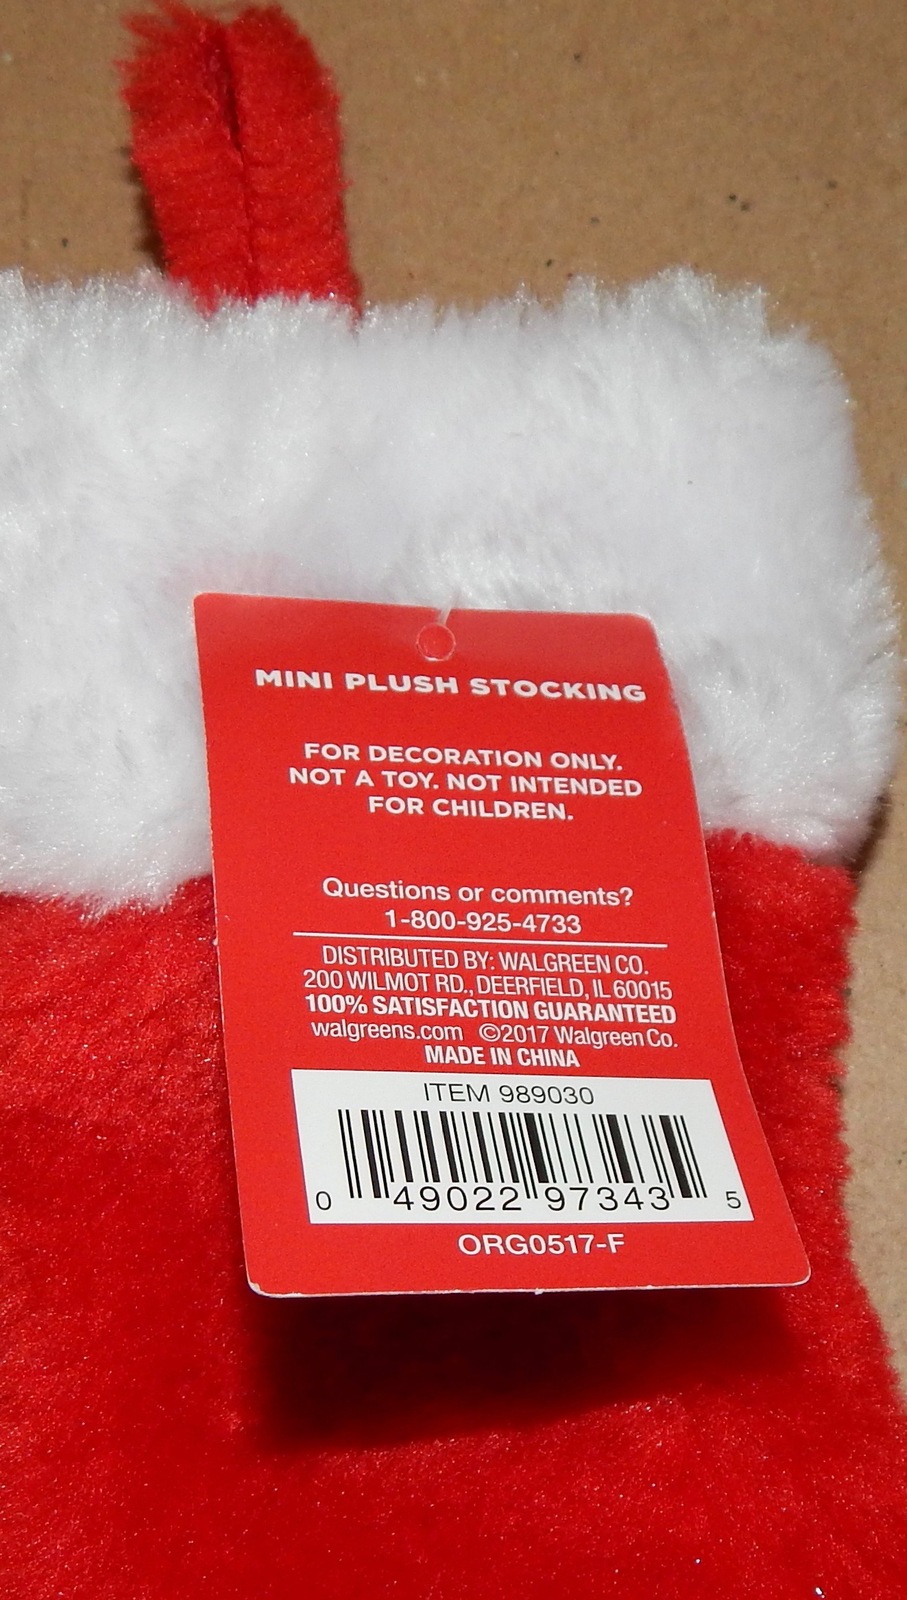 MINI PLUSH STOCKING
FOR DECORATION ONLY.
NOT A TOY. NOT INTENDED
FOR CHILDREN.
Questions or comments?
1-800-925-4733
DISTRIBUTED BY: WALGREEN CO.
200 WILMOT RD., DEERFIELD, IL 60015
100% SATISFACTION GUARANTEED
walgreens.com ©2017 Walgreen Co.
MADE IN CHINA
ITEM 989030
0 49022 97343 5
ORG0517-F